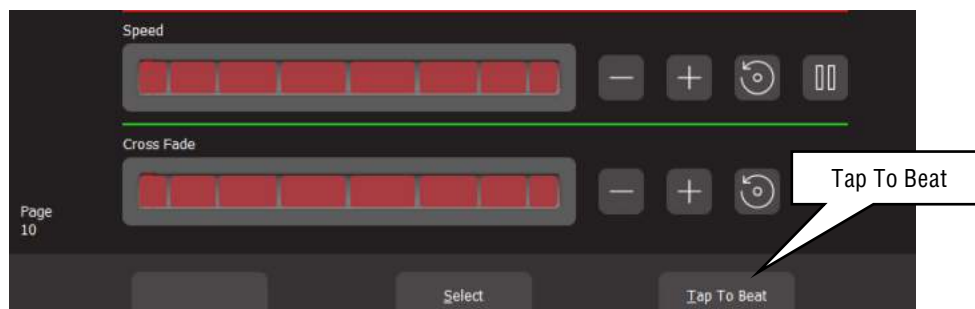 Speed
Cross Fade
Tap To Beat
Page
10
Select
Tap To Beat